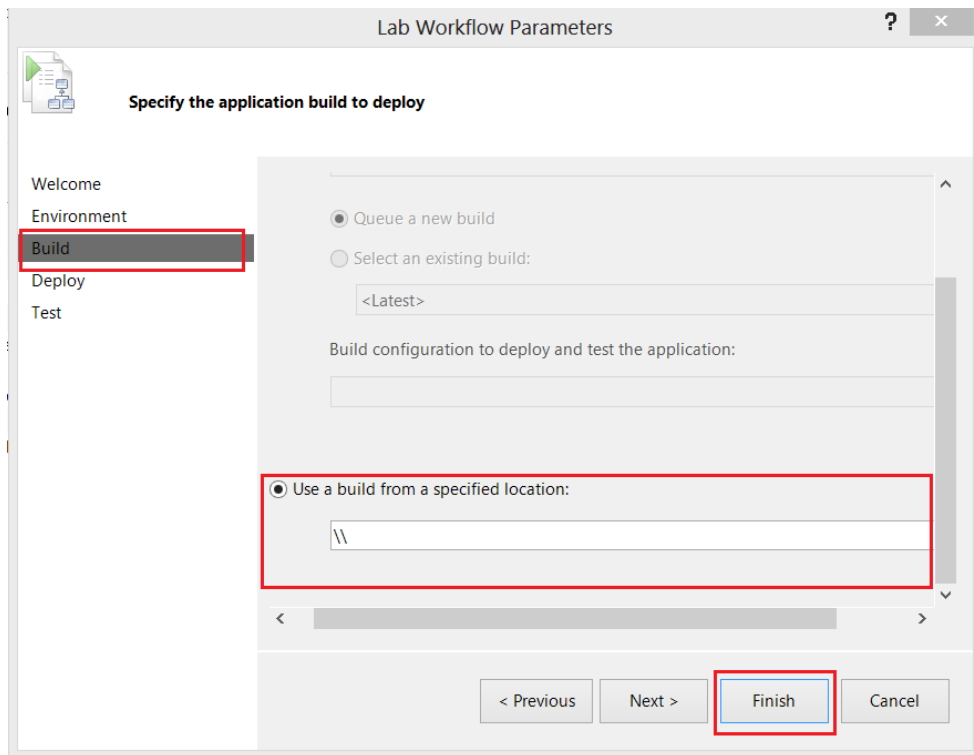 Lab Workflow Parameters
?
Specify the application build to deploy
Welcome
Environment
Build
Deploy
Test
Queue a new build
Select an existing build:
<Latest>
Build configuration to deploy and test the application:
Use a build from a specified location:
\\
< Previous
Next >
Finish
Cancel